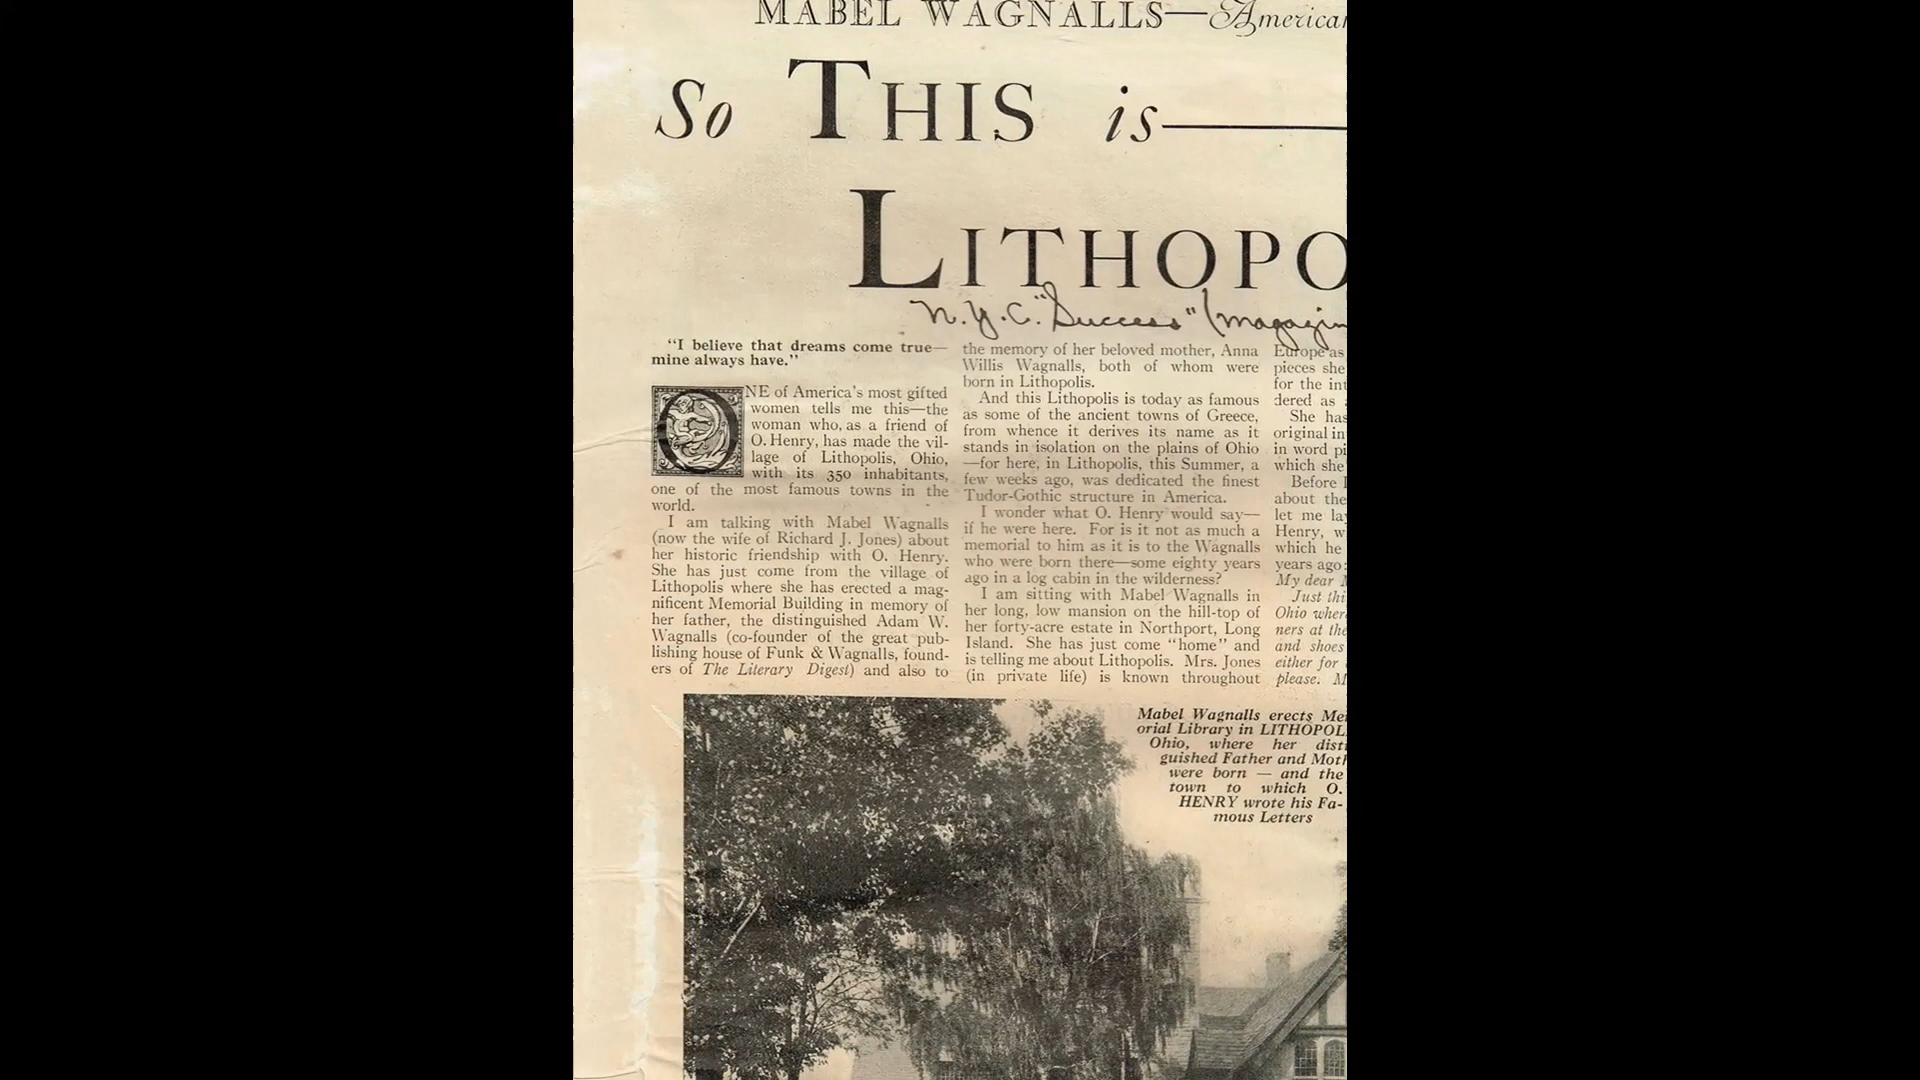 MABEL WAGNALLS—American
So THIS is—
LITHOPO
N.Y.C. "Success" (magazin
"I believe that dreams come true—
mine always have."
ONE of America's most gifted
women tells me this—the
woman who, as a friend of
O. Henry, has made the vil-
lage of Lithopolis, Ohio,
with its 350 inhabitants,
one of the most famous towns in the
world.
I am talking with Mabel Wagnalls
(now the wife of Richard J. Jones) about
her historic friendship with O. Henry.
She has just come from the village of
Lithopolis where she has erected a mag-
nificent Memorial Building in memory of
her father, the distinguished Adam W.
Wagnalls (co-founder of the great pub-
lishing house of Funk & Wagnalls, found-
ers of The Literary Digest) and also to
the memory of her beloved mother, Anna
Willis Wagnalls, both of whom were
born in Lithopolis.
And this Lithopolis is today as famous
as some of the ancient towns of Greece,
from whence it derives its name as it
stands in isolation on the plains of Ohio
—for here, in Lithopolis, this Summer, a
few weeks ago, was dedicated the finest
Tudor-Gothic structure in America.
I wonder what O. Henry would say—
if he were here. For is it not as much a
memorial to him as it is to the Wagnalls
who were born there—some eighty years
ago in a log cabin in the wilderness?
I am sitting with Mabel Wagnalls in
her long, low mansion on the hill-top of
her forty-acre estate in Northport, Long
Island. She has just come "home" and
is telling me about Lithopolis. Mrs. Jones
(in private life) is known throughout
Europe as
pieces she
for the int
dered as
She has
original in
in word pi
which she
Before I
about the
let me la
Henry, w
which he
years ago:
My dear
Just thi
Ohio wher
ners at the
and shoes
either for
please. M
Mabel Wagnalls erects Me
orial Library in LITHOPOL
Ohio, where her disti
guished Father and Moth
were born — and the
town to which O.
HENRY wrote his Fa-
mous Letters